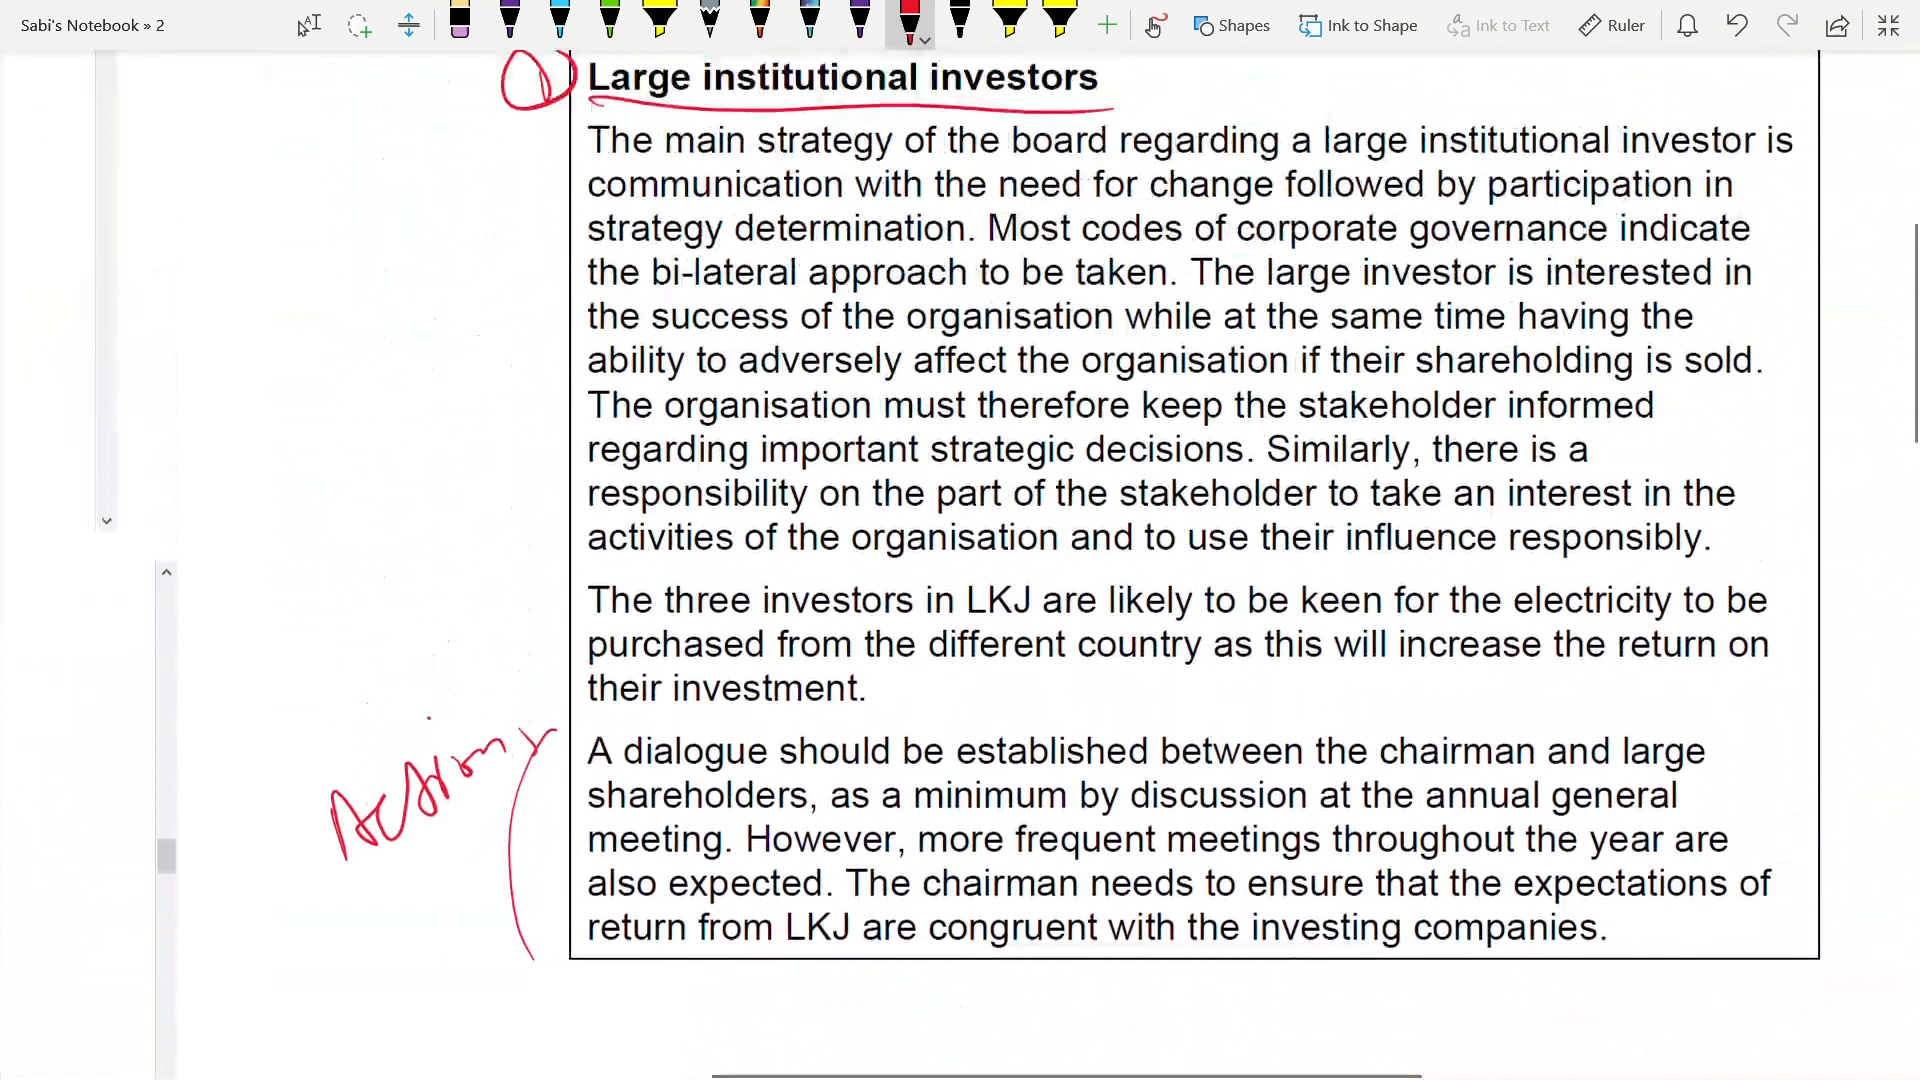 Sabi's Notebook » 2
Shapes
Ink to Shape
Ink to Text
Ruler
1
Large institutional investors
The main strategy of the board regarding a large institutional investor is
communication with the need for change followed by participation in
strategy determination. Most codes of corporate governance indicate
the bi-lateral approach to be taken. The large investor is interested in
the success of the organisation while at the same time having the
ability to adversely affect the organisation if their shareholding is sold.
The organisation must therefore keep the stakeholder informed
regarding important strategic decisions. Similarly, there is a
responsibility on the part of the stakeholder to take an interest in the
activities of the organisation and to use their influence responsibly.
The three investors in LKJ are likely to be keen for the electricity to be
purchased from the different country as this will increase the return on
their investment.
Action
A dialogue should be established between the chairman and large
shareholders, as a minimum by discussion at the annual general
meeting. However, more frequent meetings throughout the year are
also expected. The chairman needs to ensure that the expectations of
return from LKJ are congruent with the investing companies.